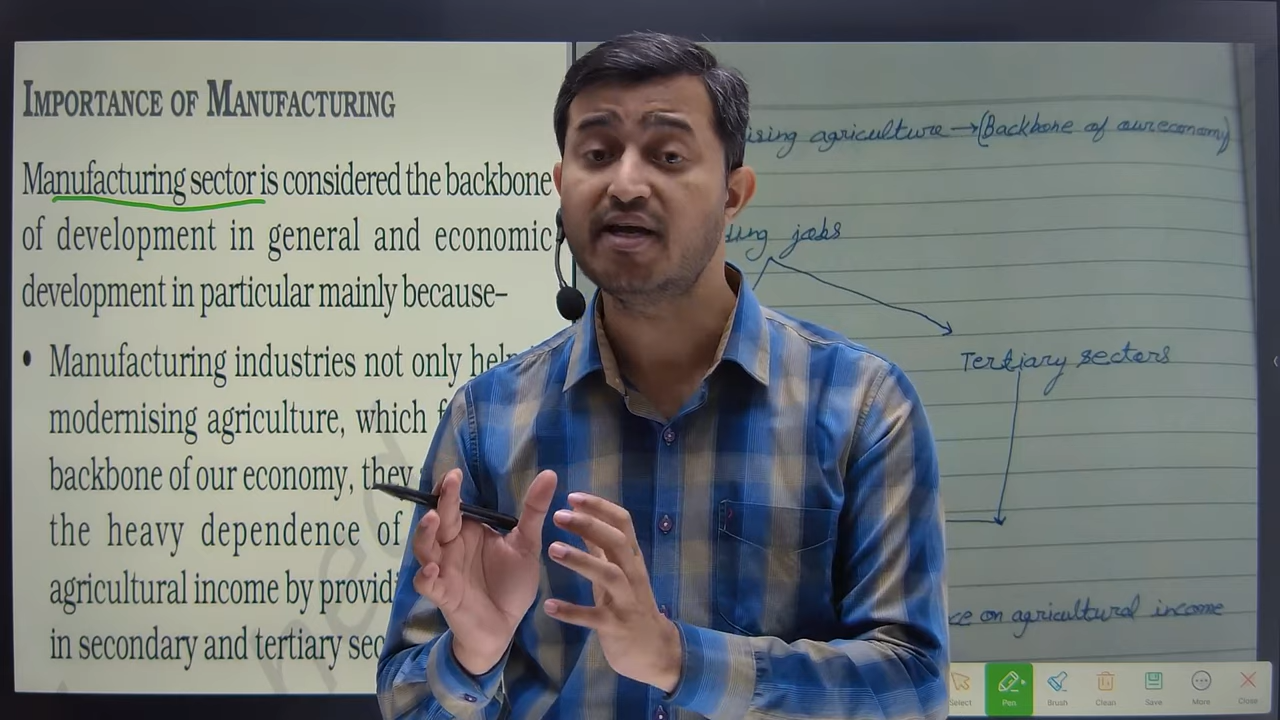 IMPORTANCE OF MANUFACTURING
Manufacturing sector is considered the backbone
of development in general and economic
development in particular mainly because–
• Manufacturing industries not only help
modernising agriculture, which
backbone of our economy, they
the heavy dependence of
agricultural income by
in secondary and tertiary
agriculture → (Backbone of our economy)
jobs
Tertiary sectors
on agricultural income
Select
Pen
Brush
Clean
Save
More
Close